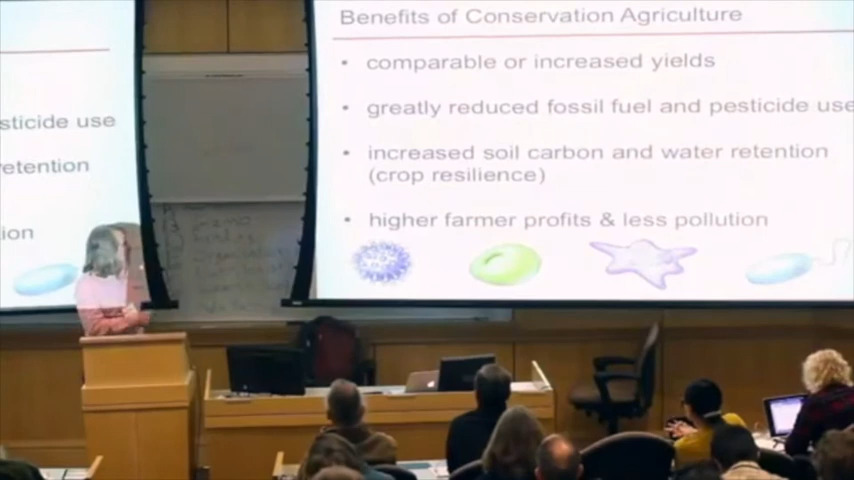 Benefits of Conservation Agriculture
• comparable or increased yields
• greatly reduced fossil fuel and pesticide use
• increased soil carbon and water retention
(crop resilience)
• higher farmer profits & less pollution
sticide use
retention
ion